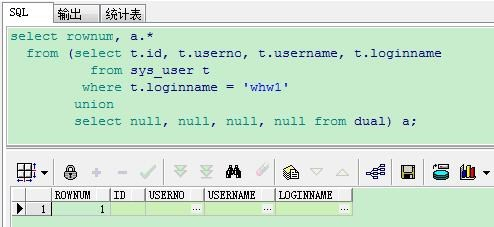 SQL 输出 统计表
select rownum, a.*
from (select t.id, t.userno, t.username, t.loginname
from sys_user t
where t.loginname = 'whw1'
union
select null, null, null, null from dual) a;
ROWNUM ID USERNO USERNAME LOGINNAME
1 1 ... ... ...